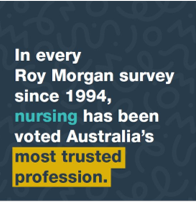 In every
Roy Morgan survey
since 1994,
nursing has been
voted Australia's
most trusted
profession.